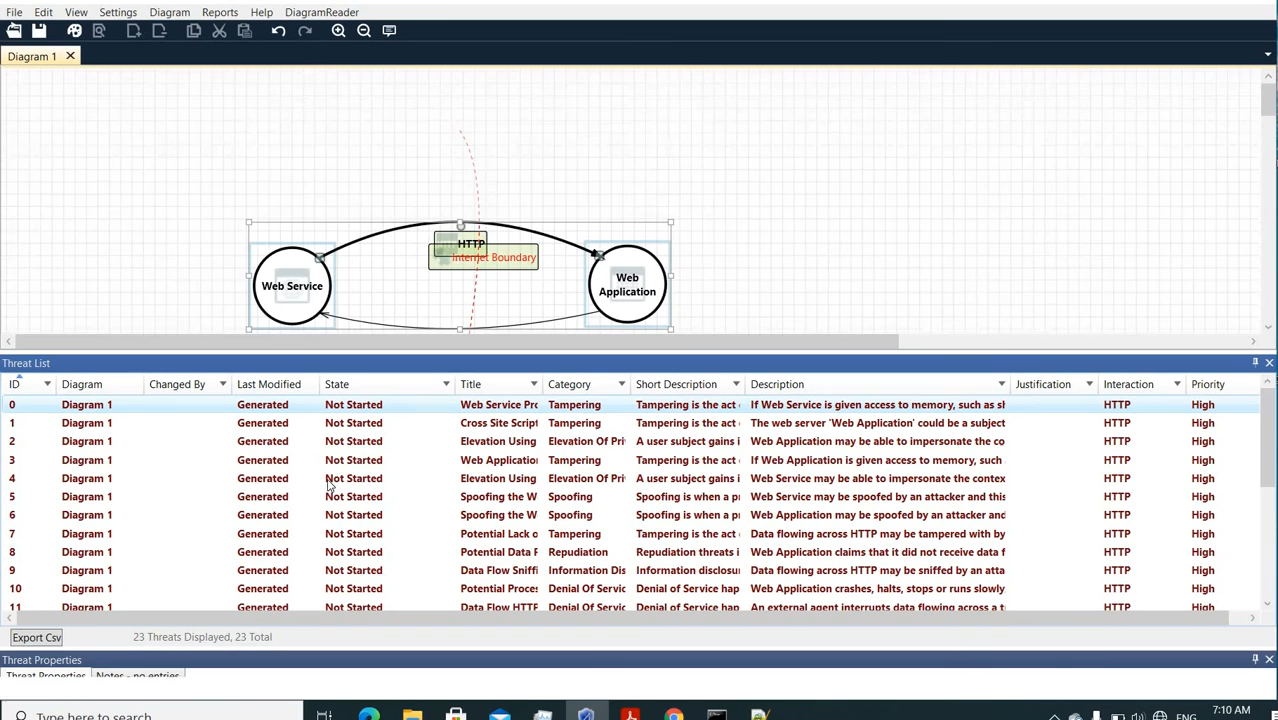 File Edit View Settings Diagram Reports Help DiagramReader
Diagram 1
HTTP
Internet Boundary
Web Service
Web
Application
Threat List
ID Diagram Changed By Last Modified State Title Category Short Description Description Justification Interaction Priority
0 Diagram 1 Generated Not Started Web Service Pro Tampering Tampering is the act If Web Service is given access to memory, such as sh HTTP High
1 Diagram 1 Generated Not Started Cross Site Script Tampering Tampering is the act The web server 'Web Application' could be a subject HTTP High
2 Diagram 1 Generated Not Started Elevation Using Elevation Of Pri A user subject gains i Web Application may be able to impersonate the co HTTP High
3 Diagram 1 Generated Not Started Web Application Tampering Tampering is the act If Web Application is given access to memory, such HTTP High
4 Diagram 1 Generated Not Started Elevation Using Elevation Of Pri A user subject gains i Web Service may be able to impersonate the context HTTP High
5 Diagram 1 Generated Not Started Spoofing the W Spoofing Spoofing is when a p Web Service may be spoofed by an attacker and this HTTP High
6 Diagram 1 Generated Not Started Spoofing the W Spoofing Spoofing is when a p Web Application may be spoofed by an attacker and HTTP High
7 Diagram 1 Generated Not Started Potential Lack o Tampering Tampering is the act Data flowing across HTTP may be tampered with by HTTP High
8 Diagram 1 Generated Not Started Potential Data F Repudiation Repudiation threats i Web Application claims that it did not receive data f HTTP High
9 Diagram 1 Generated Not Started Data Flow Sniffi Information Dis Information disclosu Data flowing across HTTP may be sniffed by an atta HTTP High
10 Diagram 1 Generated Not Started Potential Proces Denial Of Servic Denial of Service hap Web Application crashes, halts, stops or runs slowly, HTTP High
11 Diagram 1 Generated Not Started Data Flow HTTP Denial Of Servic Denial of Service hap An external agent interrupts data flowing across a t HTTP High
Export Csv 23 Threats Displayed, 23 Total
Threat Properties
Threat Properties Notes - no entries
Type here to search ENG 7:10 AM